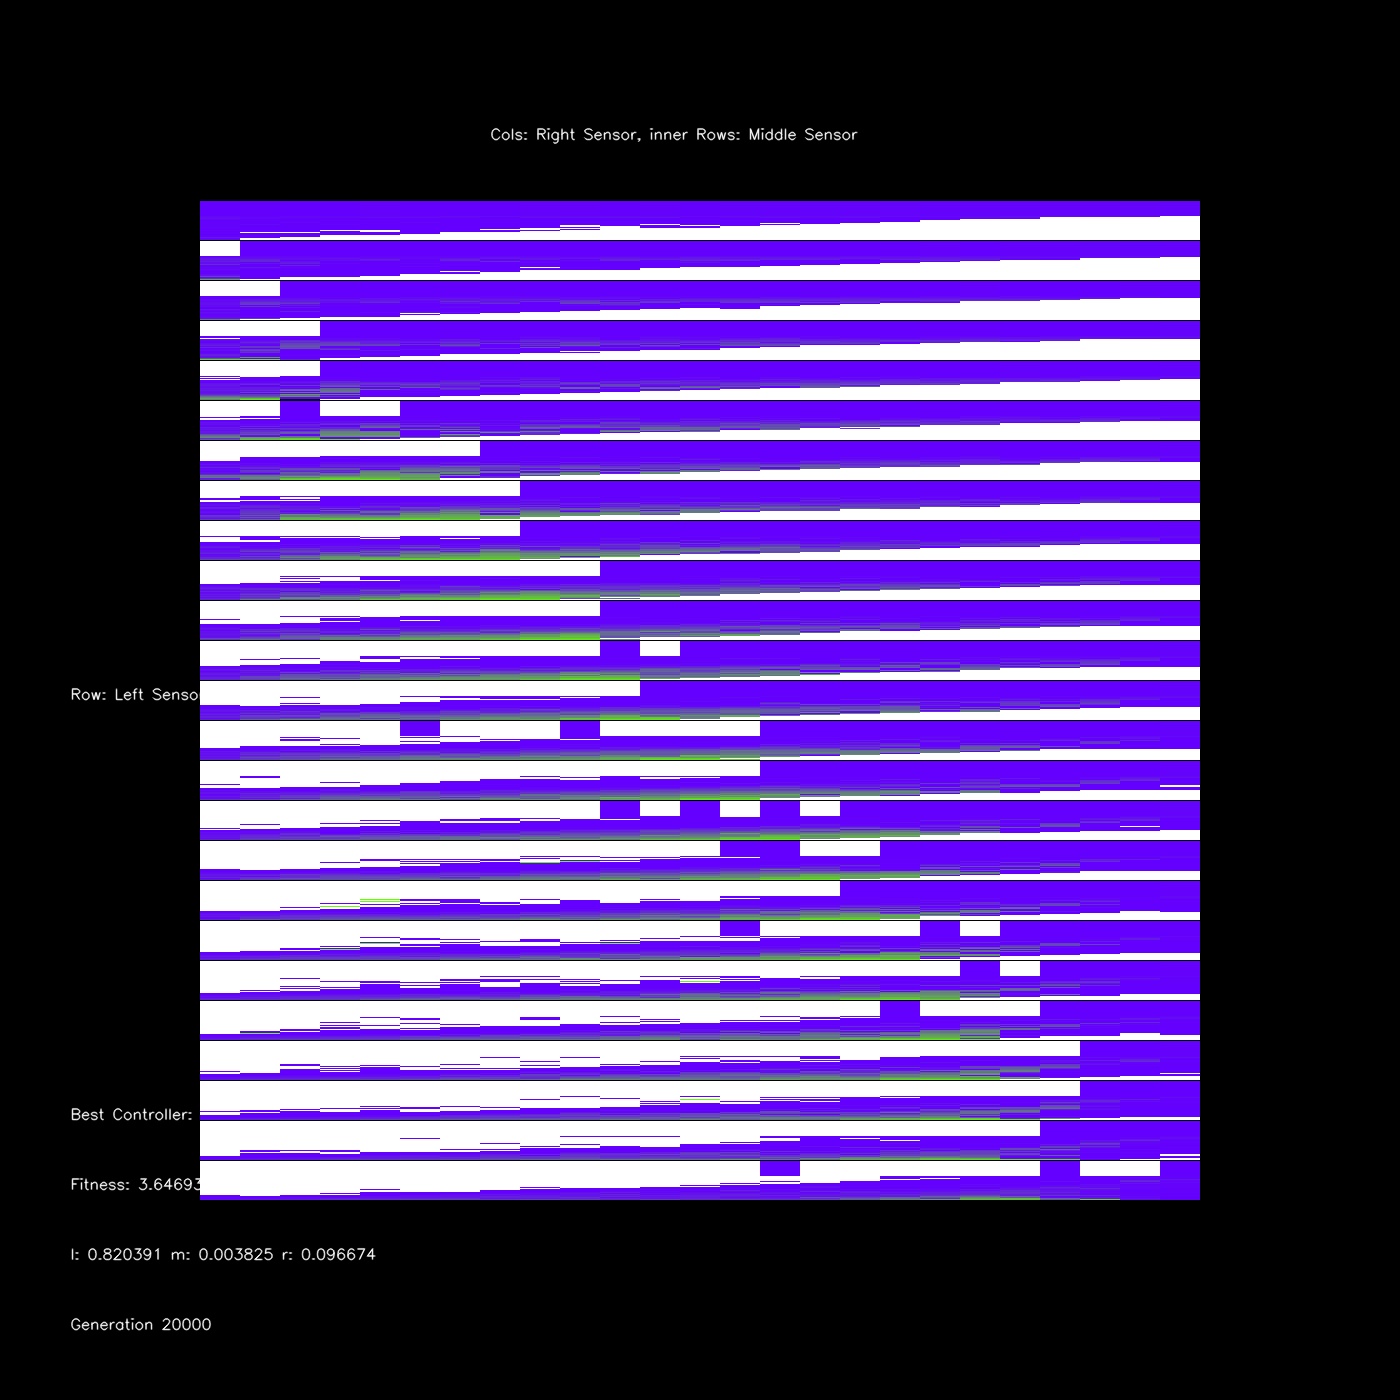 Cols: Right Sensor, inner Rows: Middle Sensor
Row: Left Senso
Best Controller:
Fitness: 3.64693
l: 0.820391 m: 0.003825 r: 0.096674
Generation 20000